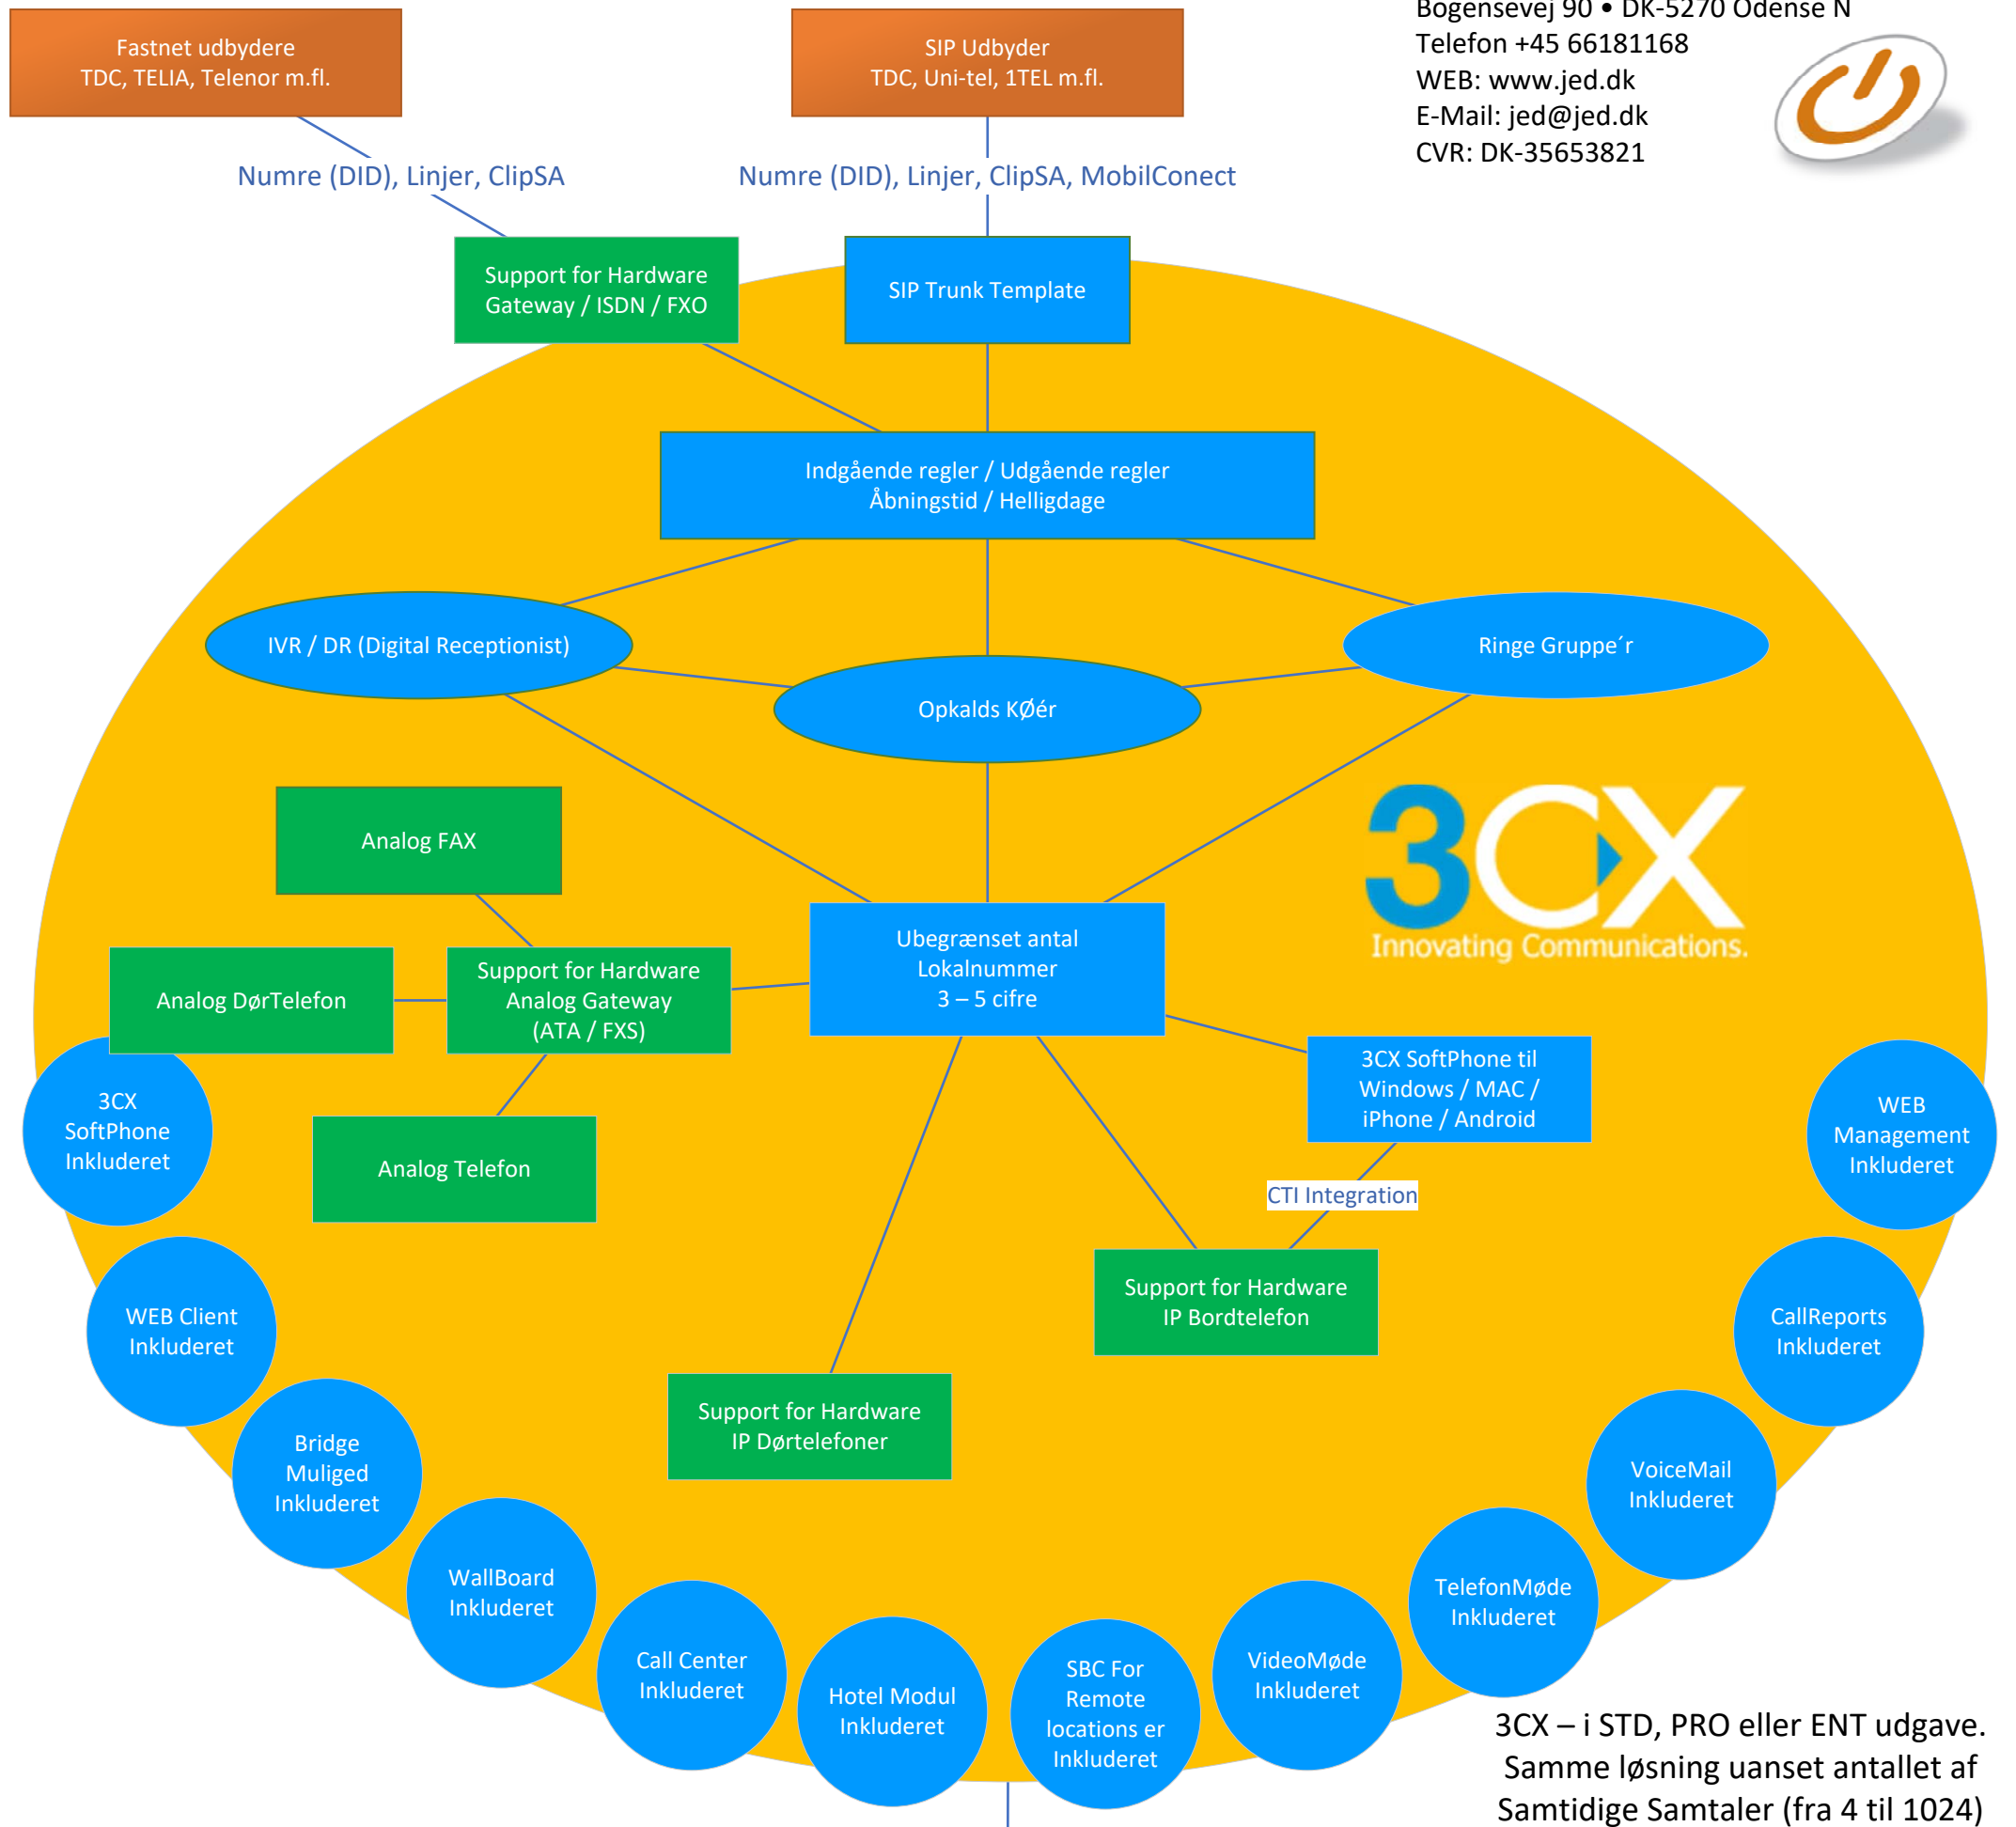 Bogensevej 90 • DK-5270 Odense N
Telefon +45 66181168
WEB: www.jed.dk
E-Mail: jed@jed.dk
CVR: DK-35653821
Fastnet udbydere
TDC, TELIA, Telenor m.fl.
SIP Udbyder
TDC, Uni-tel, 1TEL m.fl.
Numre (DID), Linjer, ClipSA
Numre (DID), Linjer, ClipSA, MobilConect
Support for Hardware
Gateway / ISDN / FXO
SIP Trunk Template
Indgående regler / Udgående regler
Åbningstid / Helligdage
IVR / DR (Digital Receptionist)
Ringe Gruppe´r
Opkalds KØér
3CX
Innovating Communications.
Analog FAX
Ubegrænset antal
Lokalnummer
3 – 5 cifre
Analog DørTelefon
Support for Hardware
Analog Gateway
(ATA / FXS)
Analog Telefon
3CX SoftPhone til
Windows / MAC /
iPhone / Android
CTI Integration
Support for Hardware
IP Bordtelefon
Support for Hardware
IP Dørtelefoner
3CX
SoftPhone
Inkluderet
WEB Client
Inkluderet
Bridge
Muliged
Inkluderet
WallBoard
Inkluderet
Call Center
Inkluderet
Hotel Modul
Inkluderet
SBC For
Remote
locations er
Inkluderet
VideoMøde
Inkluderet
TelefonMøde
Inkluderet
VoiceMail
Inkluderet
CallReports
Inkluderet
WEB
Management
Inkluderet
3CX – i STD, PRO eller ENT udgave.
Samme løsning uanset antallet af
Samtidige Samtaler (fra 4 til 1024)